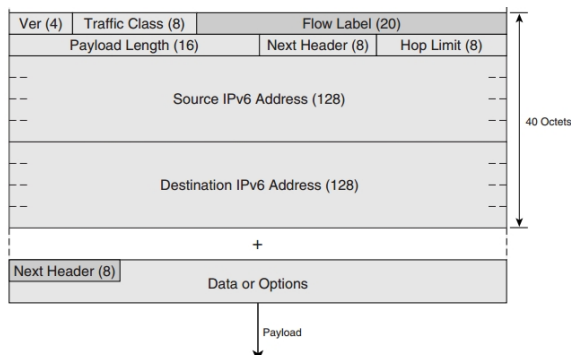 Ver (4) Traffic Class (8) Flow Label (20)
Payload Length (16) Next Header (8) Hop Limit (8)
Source IPv6 Address (128)
40 Octets
Destination IPv6 Address (128)
+
Next Header (8)
Data or Options
Payload